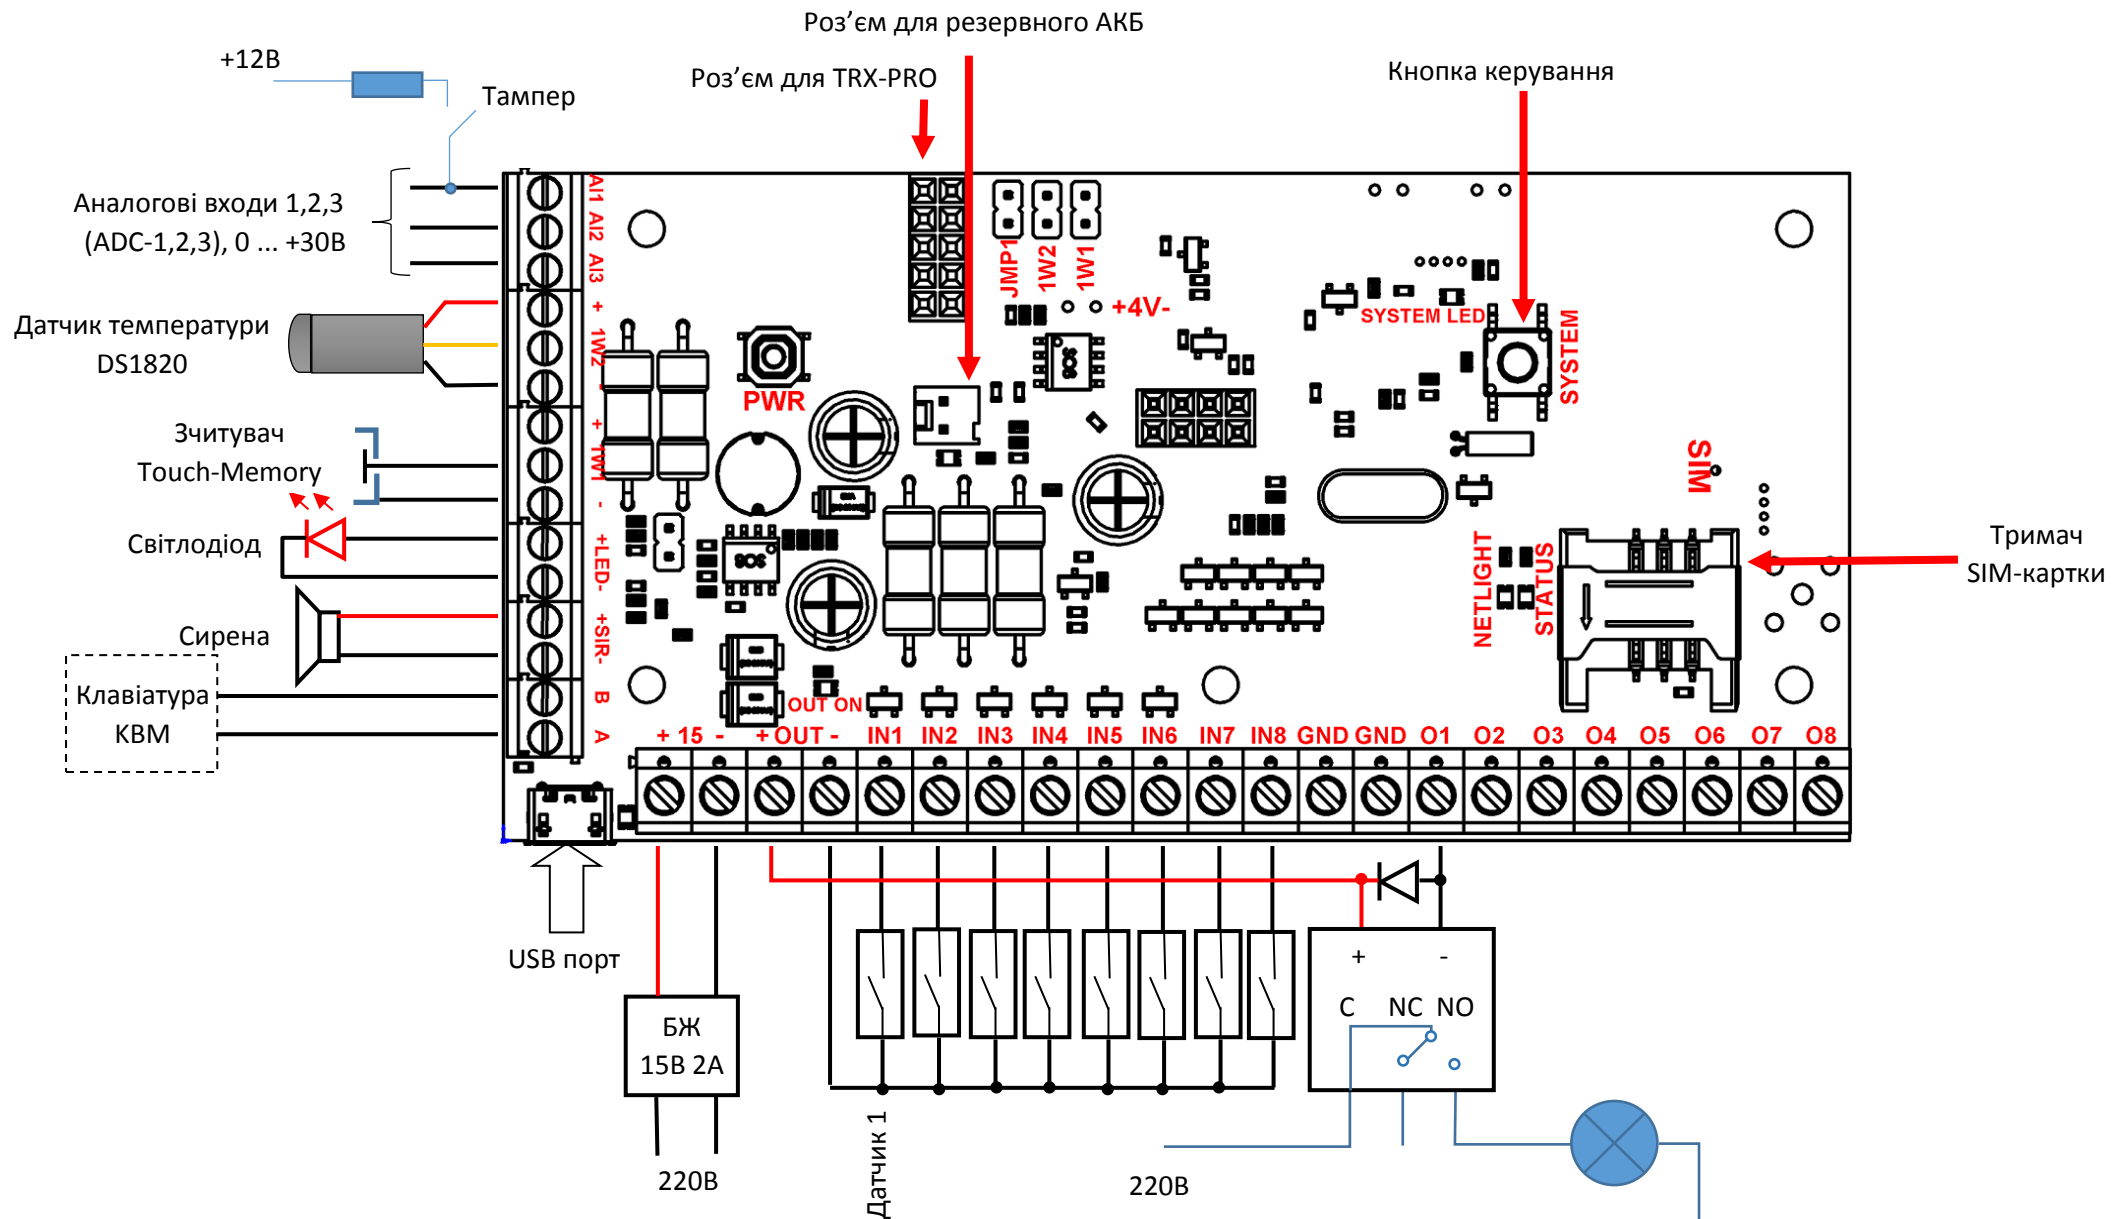 Роз’єм для резервного АКБ
+12В
Роз’єм для TRX-PRO
Кнопка керування
Тампер
Аналогові входи 1,2,3
(ADC-1,2,3), 0 ... +30В
Датчик температури
DS1820
Зчитувач
Touch-Memory
Світлодіод
Сирена
Клавіатура
КВМ
AI1
AI2
AI3
+
1W2
-
+
1W1
-
+LED-
+SIR-
B
A
JMP1
1W2
1W1
+4V-
PWR
SYSTEM LED
SYSTEM
SIM
NETLIGHT
STATUS
Тримач
SIM-картки
OUT ON
+ 15 -
+ OUT -
IN1
IN2
IN3
IN4
IN5
IN6
IN7
IN8
GND
GND
O1
O2
O3
O4
O5
O6
O7
O8
USB порт
БЖ
15В 2А
220В
Датчик 1
+ -
C NC NO
220В